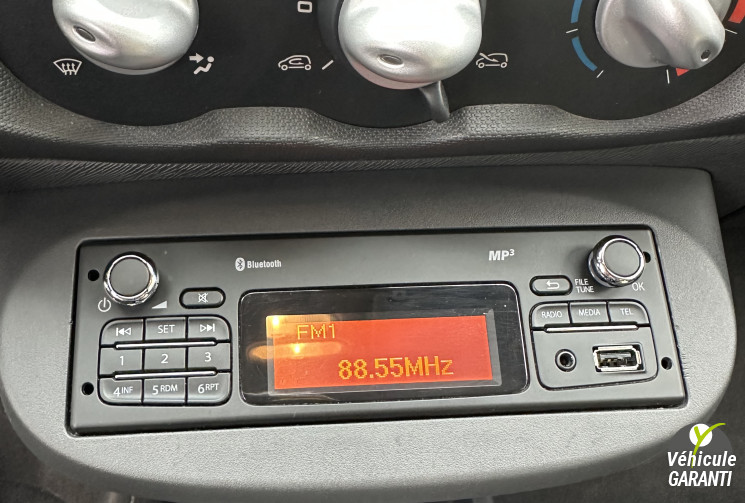 Bluetooth
MP3
FILE
TUNE
OK
SET
RADIO MEDIA TEL
1 2 3
4 INF 5 RDM 6 RPT
FM1
88.55MHz
Véhicule
GARANTI